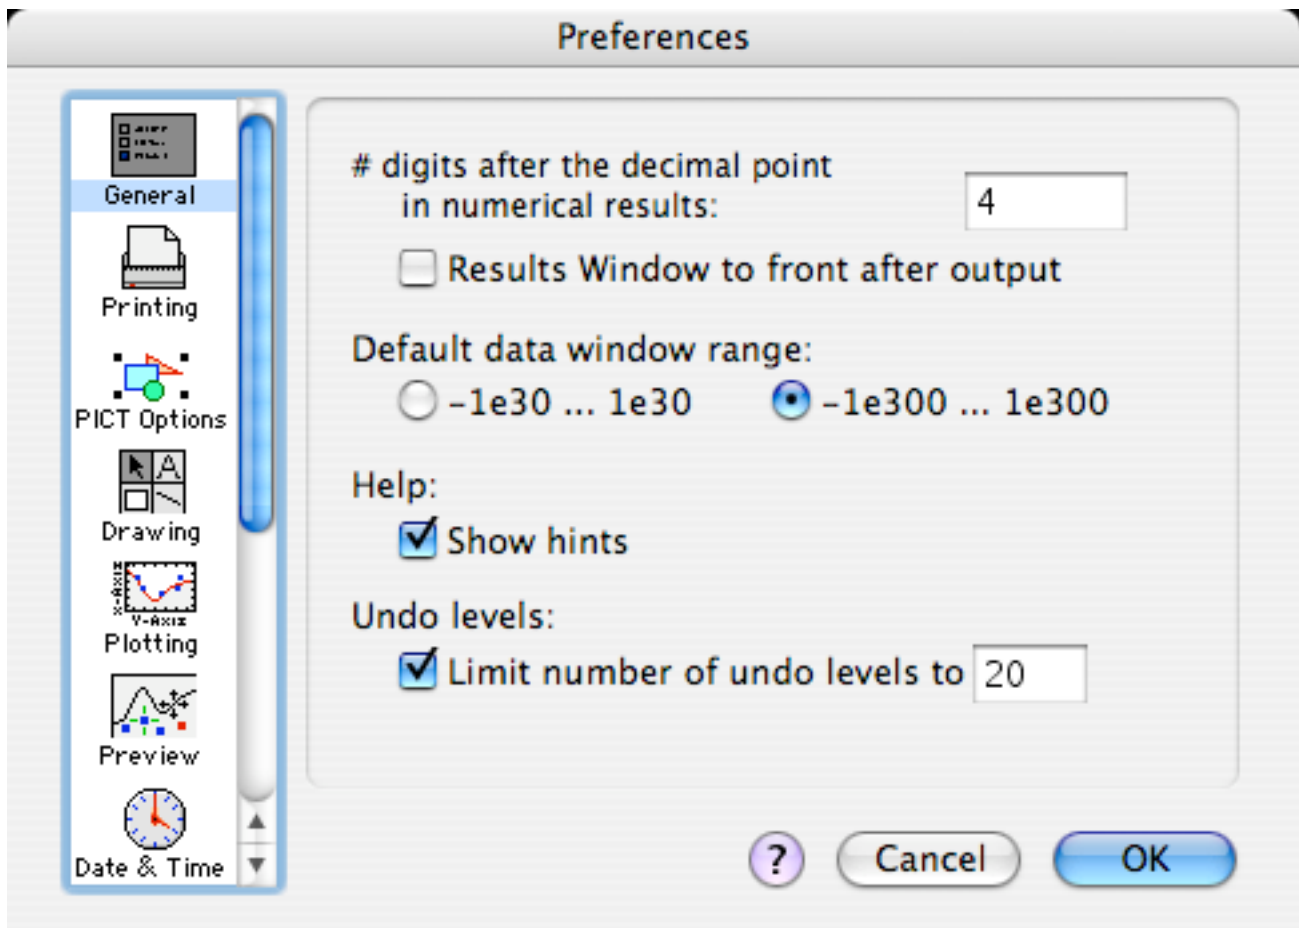 Preferences
General
Printing
PICT Options
Drawing
Y-Axis
Plotting
Preview
Date & Time
# digits after the decimal point
in numerical results:
4
Results Window to front after output
Default data window range:
-1e30 ... 1e30
-1e300 ... 1e300
Help:
Show hints
Undo levels:
Limit number of undo levels to 20
?
Cancel
OK